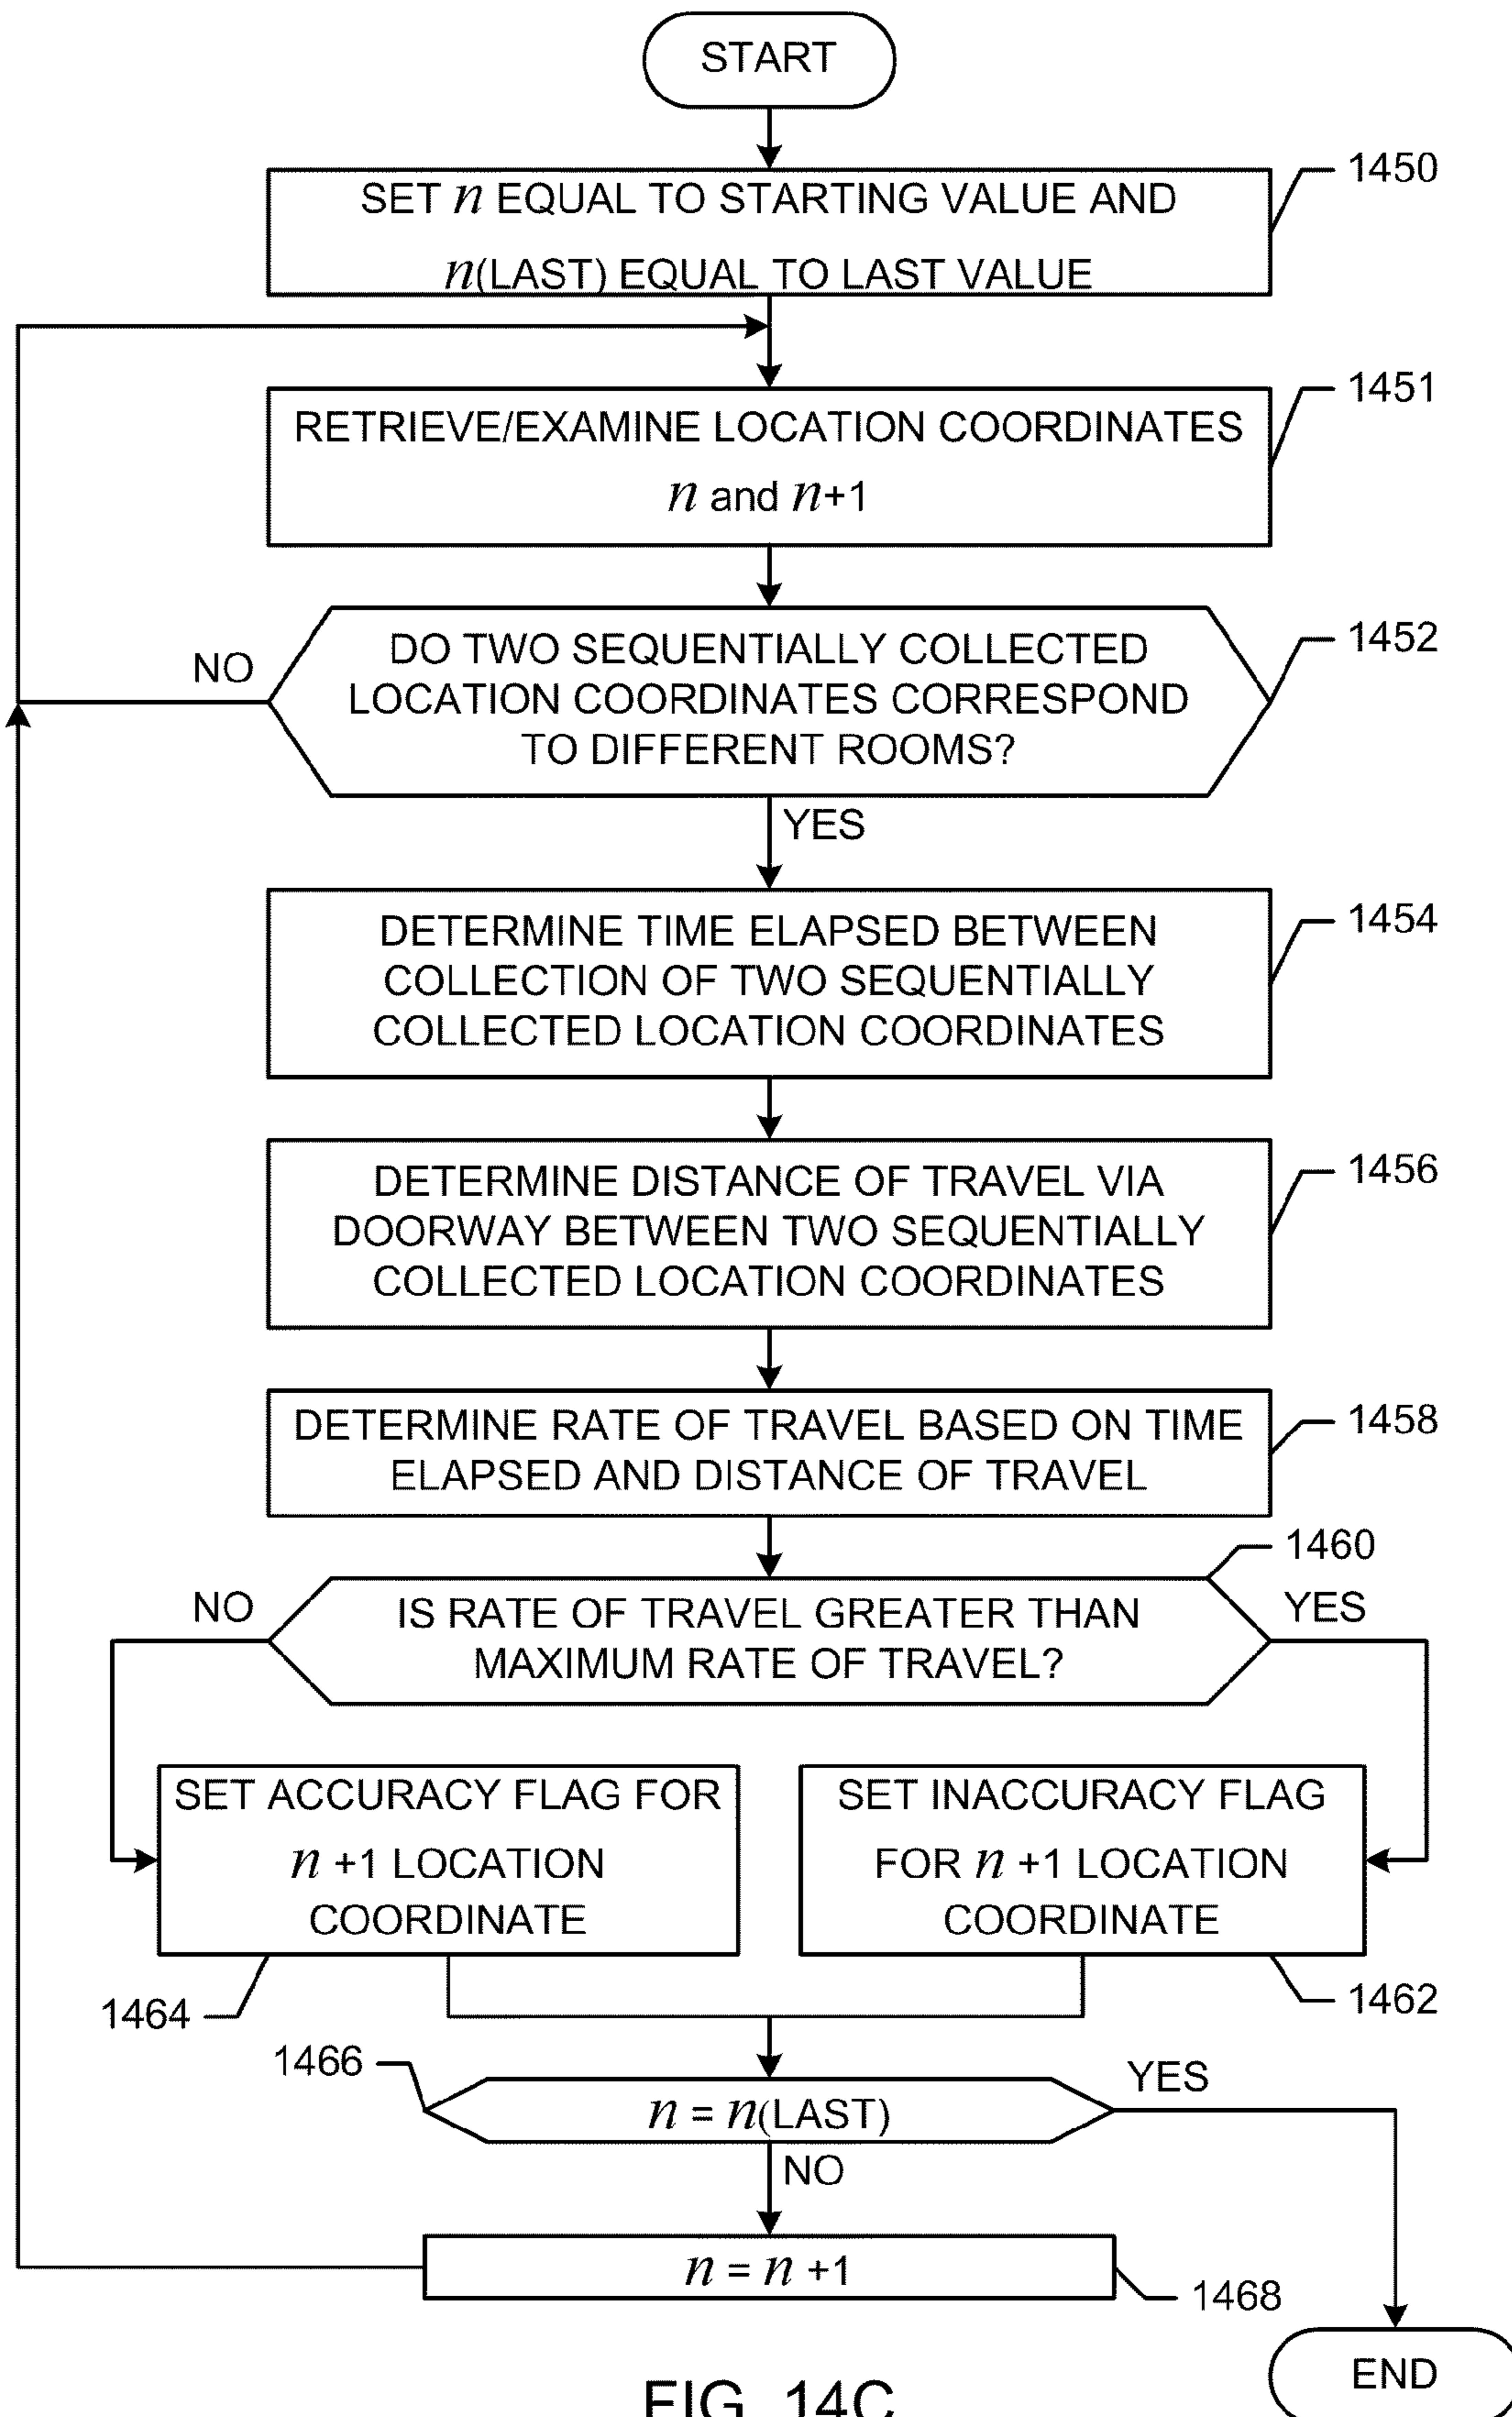 START
1450
SET n EQUAL TO STARTING VALUE AND
n(LAST) EQUAL TO LAST VALUE
1451
RETRIEVE/EXAMINE LOCATION COORDINATES
n and n+1
1452
NO
DO TWO SEQUENTIALLY COLLECTED
LOCATION COORDINATES CORRESPOND
TO DIFFERENT ROOMS?
YES
1454
DETERMINE TIME ELAPSED BETWEEN
COLLECTION OF TWO SEQUENTIALLY
COLLECTED LOCATION COORDINATES
1456
DETERMINE DISTANCE OF TRAVEL VIA
DOORWAY BETWEEN TWO SEQUENTIALLY
COLLECTED LOCATION COORDINATES
1458
DETERMINE RATE OF TRAVEL BASED ON TIME
ELAPSED AND DISTANCE OF TRAVEL
1460
NO
YES
IS RATE OF TRAVEL GREATER THAN
MAXIMUM RATE OF TRAVEL?
SET ACCURACY FLAG FOR
n +1 LOCATION
COORDINATE
SET INACCURACY FLAG
FOR n +1 LOCATION
COORDINATE
1464
1462
1466
YES
n = n(LAST)
NO
n = n +1
1468
END
FIG. 14C